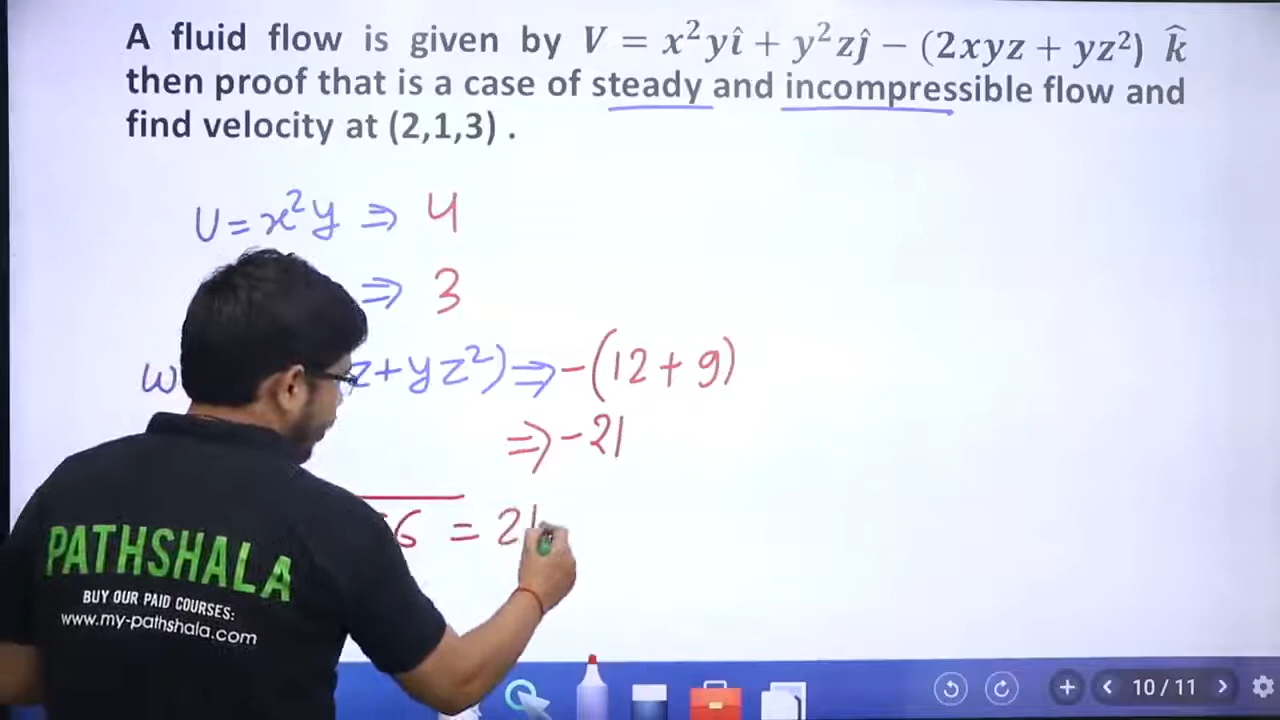 A fluid flow is given by V = x²yî + y²zĵ − (2xyz + yz²) k̂
then proof that is a case of steady and incompressible flow and
find velocity at (2,1,3) .
U = x²y ⇒ 4
⇒ 3
w z+yz²) ⇒ -(12 + 9)
⇒ -21
6 = 21
PATHSHALA
BUY OUR PAID COURSES:
www.my-pathshala.com
10 / 11